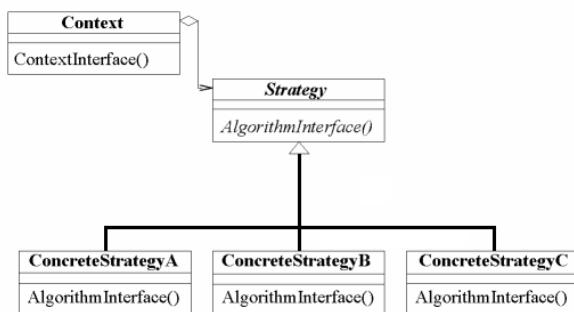 Context
ContextInterface()
Strategy
AlgorithmInterface()
ConcreteStrategyA
AlgorithmInterface()
ConcreteStrategyB
AlgorithmInterface()
ConcreteStrategyC
AlgorithmInterface()